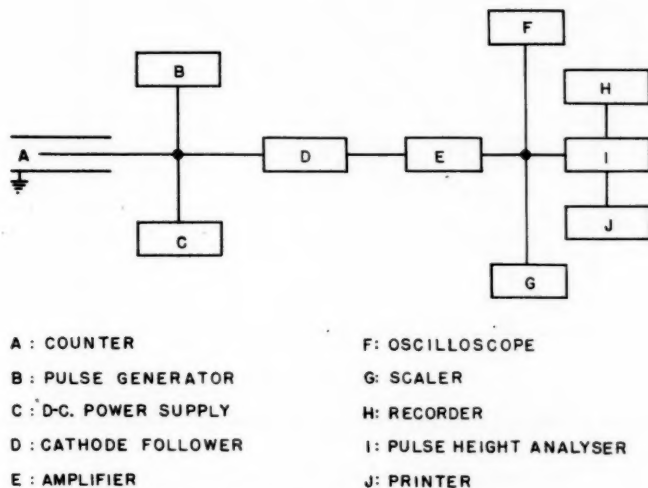 F
B
H
A
D
E
I
C
J
G
A : COUNTER
B : PULSE GENERATOR
C : D-C. POWER SUPPLY
D : CATHODE FOLLOWER
E : AMPLIFIER
F: OSCILLOSCOPE
G: SCALER
H: RECORDER
I: PULSE HEIGHT ANALYSER
J: PRINTER